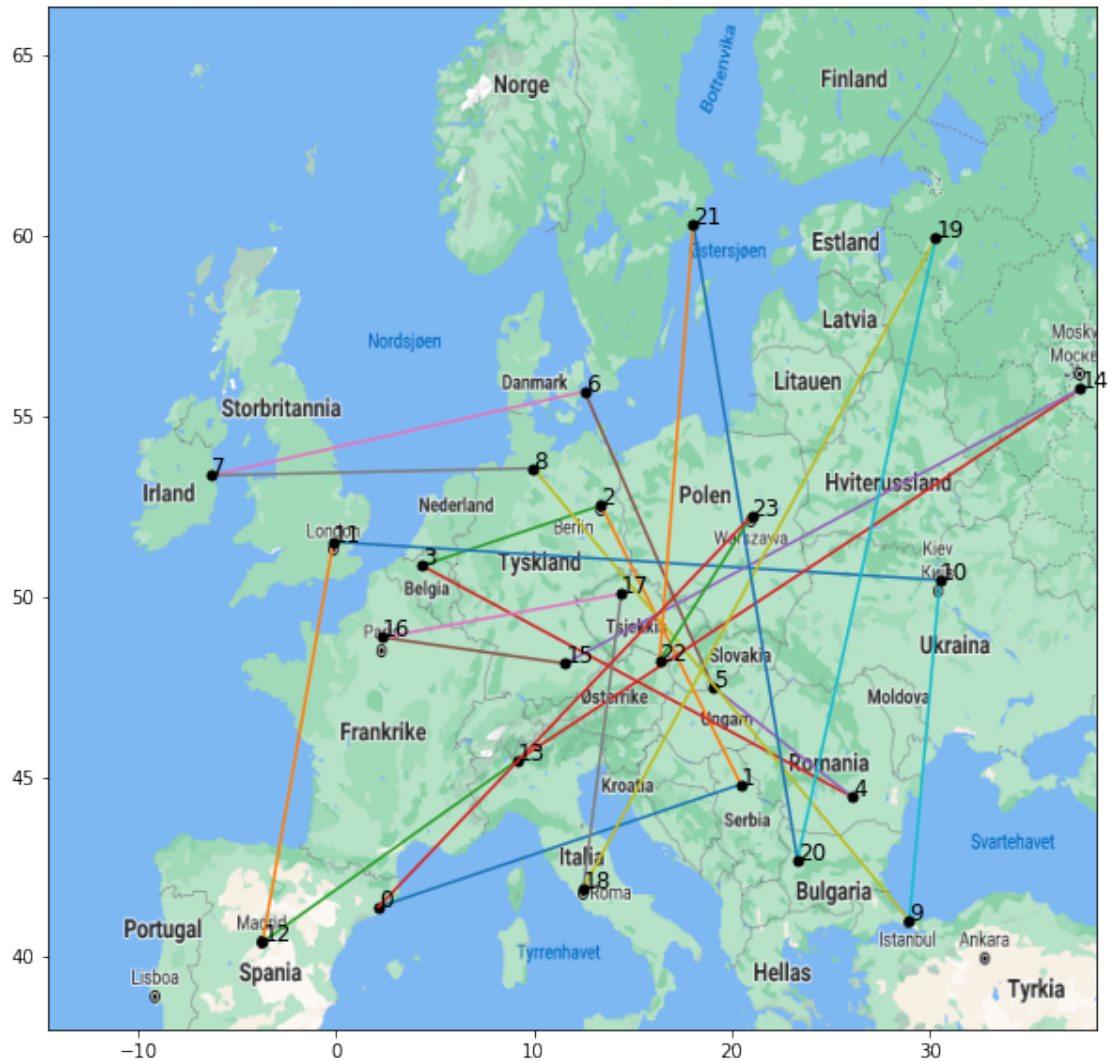 65
Norge
Bottenvika
Finland
60
21
Østersjøen
Estland
19
Nordsjøen
Latvia
Danmark
6
Litauen
14
55
Storbritannia
7
Irland
8
Nederland
2
Berlin
Polen
23
Warszawa
Hviterussland
London
11
Kiev
10
3
Belgia
Tyskland
50
17
Tsjekkia
16
15
22
Slovakia
Ukraina
Østerrike
5
Ungarn
Moldova
Frankrike
13
45
Kroatia
1
Serbia
Romania
4
Svartehavet
Italia
20
18
Roma
Bulgaria
0
Portugal
Madrid
12
9
Istanbul
Ankara
40
Lisboa
Spania
Tyrrenhavet
Hellas
Tyrkia
−10
0
10
20
30